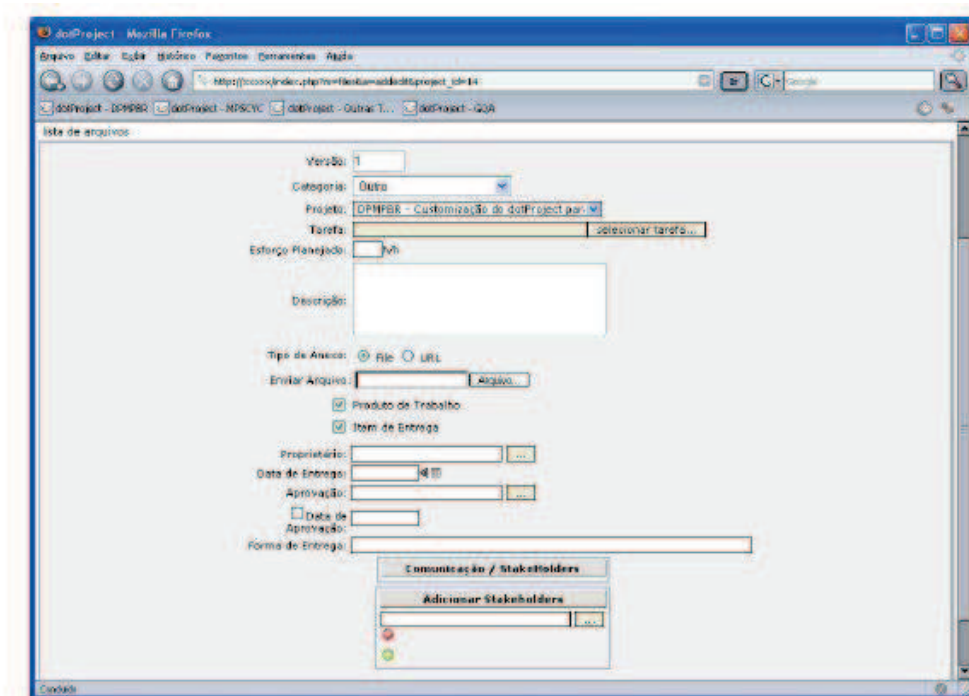 dotProject - Mozilla Firefox
Arquivo Editar Exibir Histórico Favoritos Ferramentas Ajuda
Google
dotProject - DPMPBR dotProject - MPSCYC dotProject - Outras T... dotProject - GQA
lista de arquivos
Versão: 1
Categoria: Outro
Projeto: DPMPBR - Customização do dotProject par
Tarefa: selecionar tarefa...
Esforço Planejado: h/h
Descrição:
Tipo de Anexo: File URL
Enviar Arquivo: Arquivo...
Produto de Trabalho
Item de Entrega
Proprietário: ...
Data de Entrega:
Aprovação: ...
Data de
Aprovação:
Forma de Entrega:
Comunicação / StakeHolders
Adicionar Stakeholders
...
Concluído